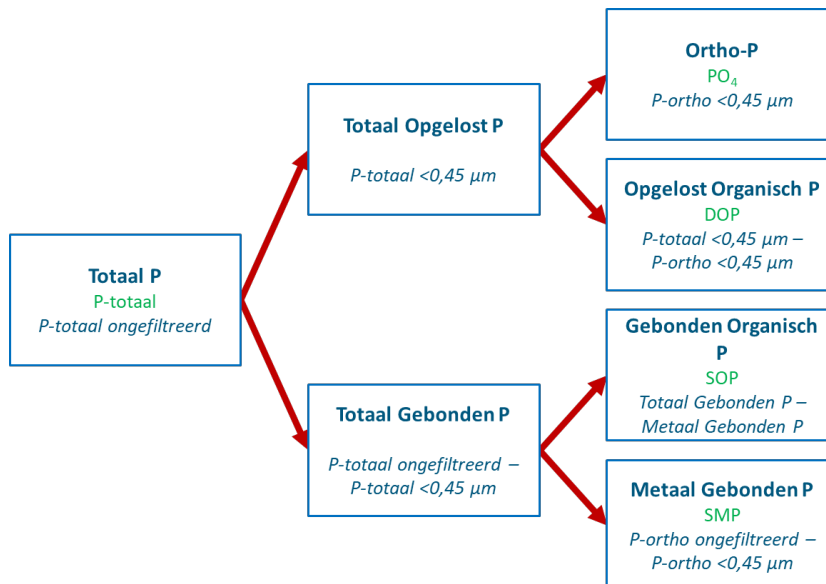 Ortho-P
PO₄
P-ortho <0,45 µm
Totaal Opgelost P
P-totaal <0,45 µm
Opgelost Organisch P
DOP
P-totaal <0,45 µm –
P-ortho <0,45 µm
Totaal P
P-totaal
P-totaal ongefiltreerd
Gebonden Organisch
P
SOP
Totaal Gebonden P –
Metaal Gebonden P
Totaal Gebonden P
P-totaal ongefiltreerd –
P-totaal <0,45 µm
Metaal Gebonden P
SMP
P-ortho ongefiltreerd –
P-ortho <0,45 µm